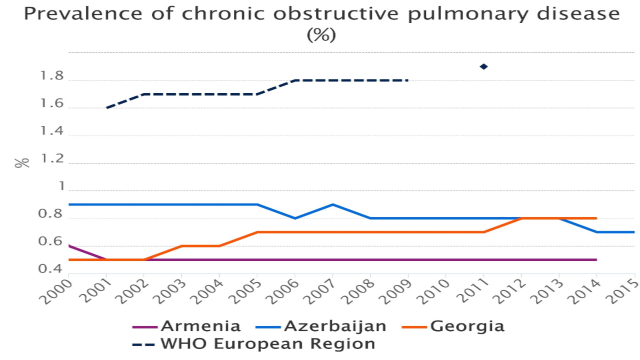 Prevalence of chronic obstructive pulmonary disease
(%)
1.8
1.6
1.4
1.2
%
1
0.8
0.6
0.4
2000 2001 2002 2003 2004 2005 2006 2007 2008 2009 2010 2011 2012 2013 2014 2015
Armenia Azerbaijan Georgia
WHO European Region